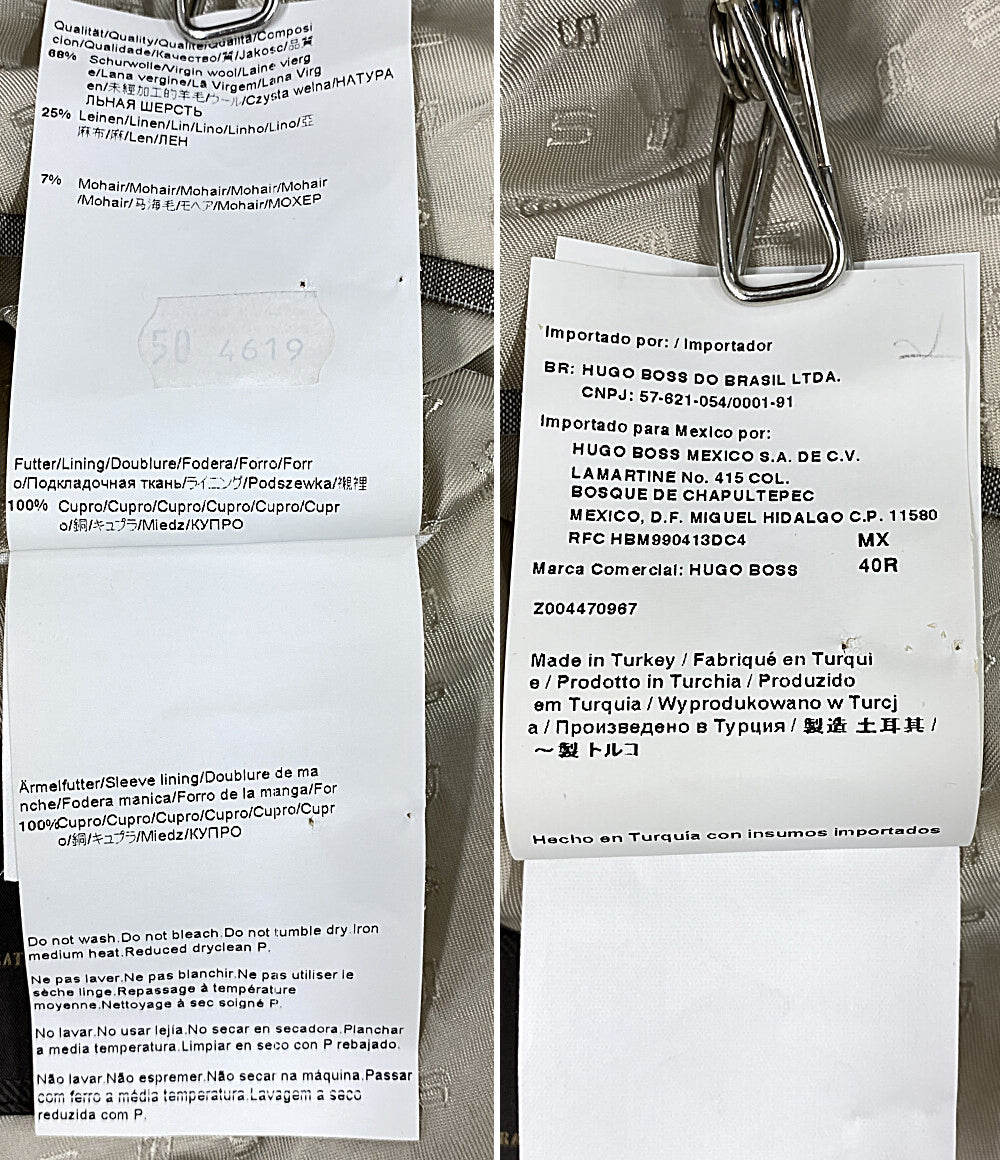 Qualität/Quality/Qualité/Qualità/Composi
cion/Qualidade/Качество/質/Jakosc/品質
68% Schurwolle/Virgin wool/Laine vierg
e/Lana vergine/Lã Virgem/Lana Virg
en/未經加工的羊毛/ウール/Czysta welna/НАТУРА
ЛЬНАЯ ШЕРСТЬ
25% Leinen/Linen/Lin/Lino/Linho/Lino/亞
麻布/麻/Len/ЛЕН
7% Mohair/Mohair/Mohair/Mohair/Mohair
/Mohair/马海毛/モヘア/Mohair/МОХЕР
50 4619
Futter/Lining/Doublure/Fodera/Forro/Forr
o/Подкладочная ткань/ライニング/Podszewka/襯裡
100% Cupro/Cupro/Cupro/Cupro/Cupro/Cupr
o/銅/キュプラ/Miedz/КУПРО
Ärmelfutter/Sleeve lining/Doublure de ma
nche/Fodera manica/Forro de la manga/For
100%Cupro/Cupro/Cupro/Cupro/Cupro/Cupr
o/銅/キュプラ/Miedz/КУПРО
Do not wash.Do not bleach.Do not tumble dry.Iron
medium heat.Reduced dryclean P.
Ne pas laver.Ne pas blanchir.Ne pas utiliser le
sèche linge.Repassage à température
moyenne.Nettoyage à sec soigné P.
No lavar.No usar lejía.No secar en secadora.Planchar
a media temperatura.Limpiar en seco con P rebajado.
Não lavar.Não espremer.Não secar na máquina.Passar
com ferro a média temperatura.Lavagem a seco
reduzida com P.
Importado por: / Importador
BR: HUGO BOSS DO BRASIL LTDA.
CNPJ: 57-621-054/0001-91
Importado para Mexico por:
HUGO BOSS MEXICO S.A. DE C.V.
LAMARTINE No. 415 COL.
BOSQUE DE CHAPULTEPEC
MEXICO, D.F. MIGUEL HIDALGO C.P. 11580
RFC HBM990413DC4 MX
Marca Comercial: HUGO BOSS 40R
Z004470967
Made in Turkey / Fabriqué en Turqui
e / Prodotto in Turchia / Produzido
em Turquia / Wyprodukowano w Turcj
a / Произведено в Турция / 製造 土耳其 /
～製 トルコ
Hecho en Turquía con insumos importados